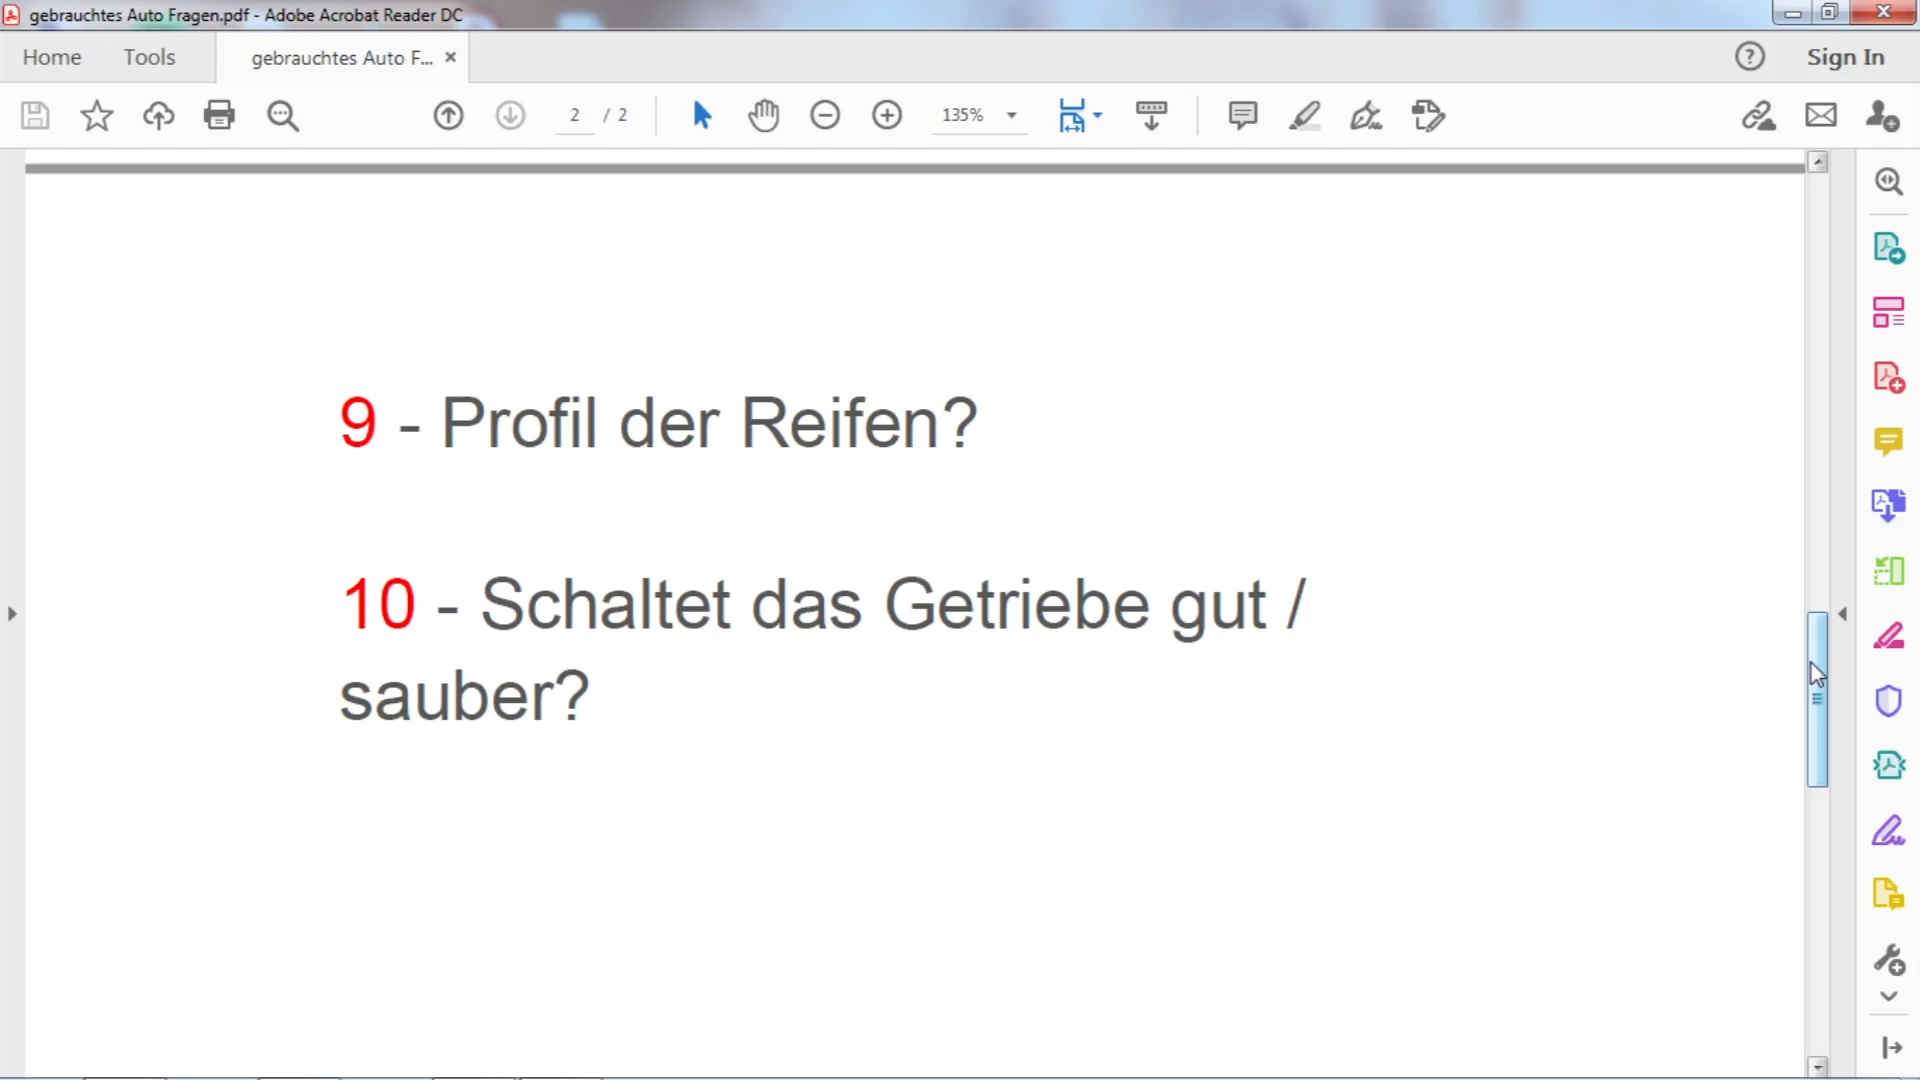 gebrauchtes Auto Fragen.pdf - Adobe Acrobat Reader DC
Home Tools gebrauchtes Auto F... Sign In
2 / 2 135%
9 - Profil der Reifen?
10 - Schaltet das Getriebe gut /
sauber?